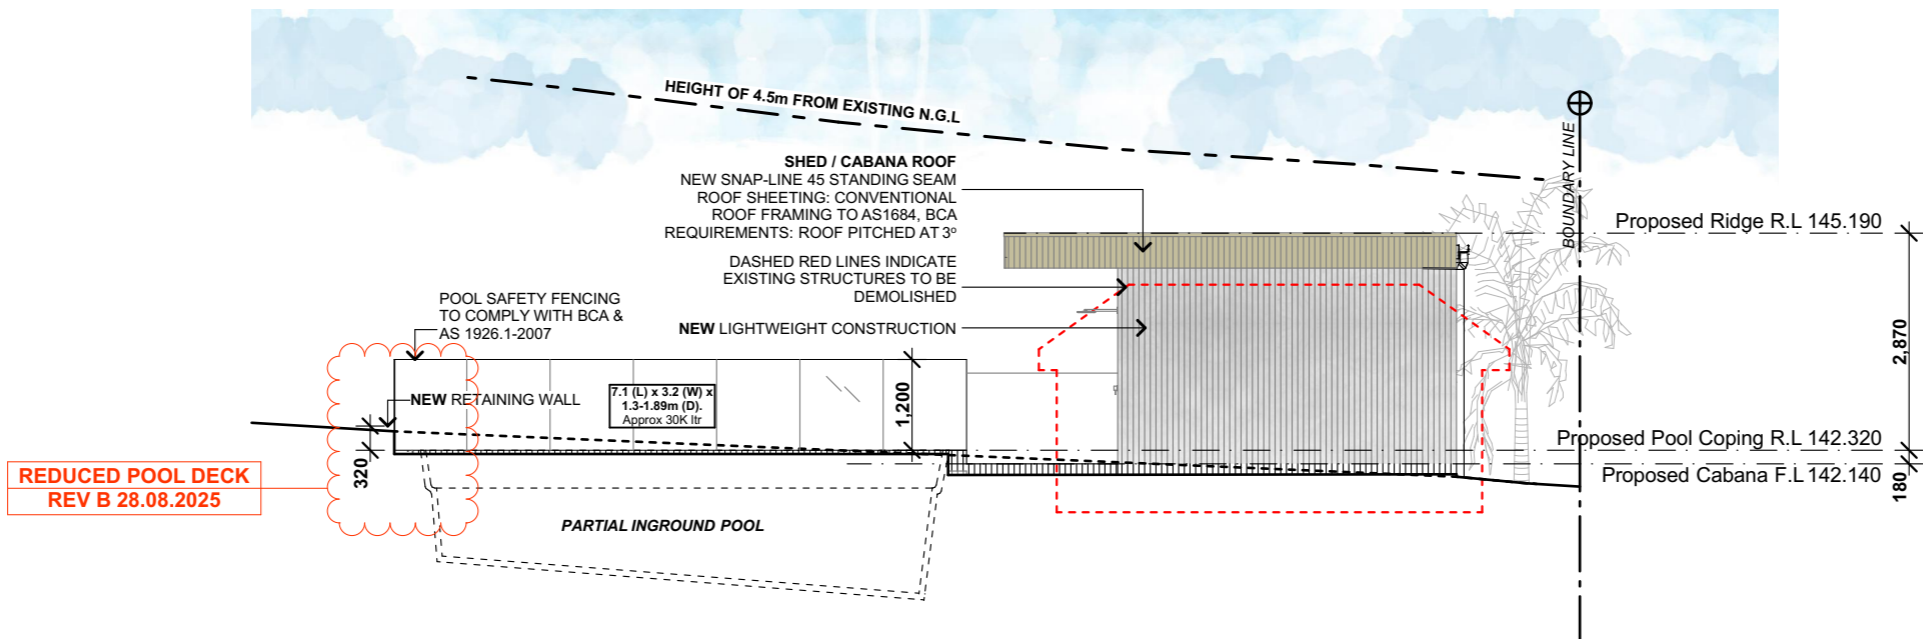 HEIGHT OF 4.5m FROM EXISTING N.G.L
BOUNDARY LINE
SHED / CABANA ROOF
NEW SNAP-LINE 45 STANDING SEAM
ROOF SHEETING: CONVENTIONAL
ROOF FRAMING TO AS1684, BCA
REQUIREMENTS: ROOF PITCHED AT 3º
DASHED RED LINES INDICATE
EXISTING STRUCTURES TO BE
DEMOLISHED
NEW LIGHTWEIGHT CONSTRUCTION
Proposed Ridge R.L 145.190
2,870
POOL SAFETY FENCING
TO COMPLY WITH BCA &
AS 1926.1-2007
NEW RETAINING WALL
7.1 (L) x 3.2 (W) x
1.3-1.89m (D).
Approx 30K ltr
1,200
320
Proposed Pool Coping R.L 142.320
Proposed Cabana F.L 142.140
180
REDUCED POOL DECK
REV B 28.08.2025
PARTIAL INGROUND POOL